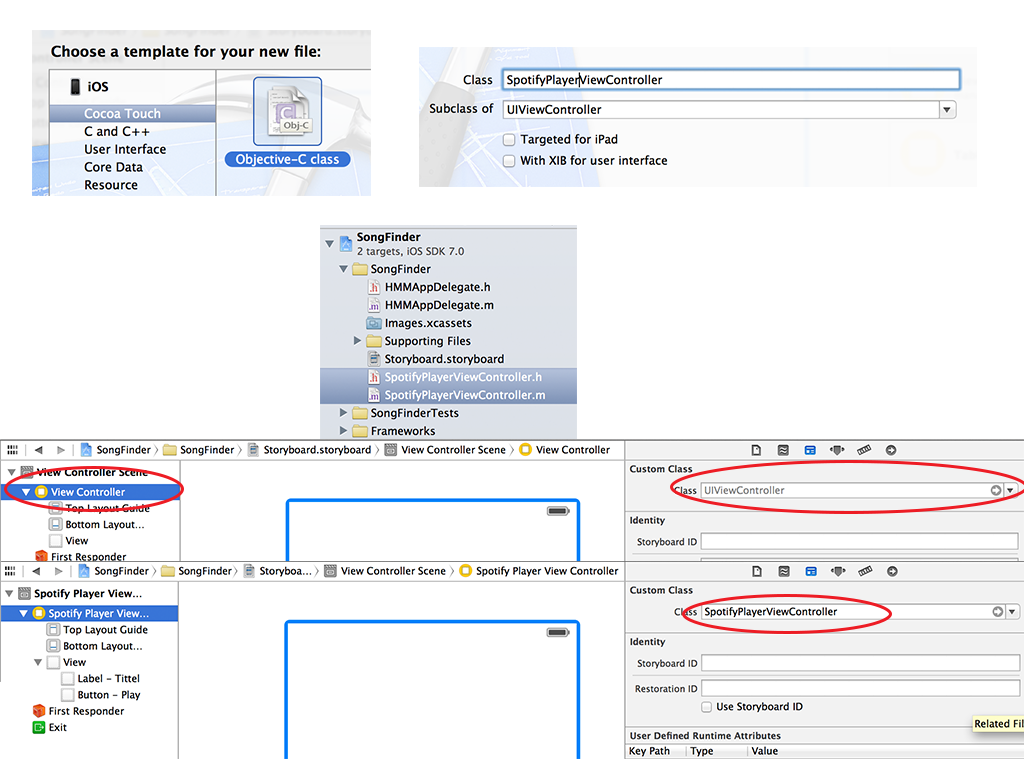 Choose a template for your new file:
iOS
Cocoa Touch
C and C++
User Interface
Core Data
Resource
C
Obj-C
Objective-C class
Class SpotifyPlayerViewController
Subclass of UIViewController
Targeted for iPad
With XIB for user interface
SongFinder
2 targets, iOS SDK 7.0
SongFinder
h HMMAppDelegate.h
m HMMAppDelegate.m
Images.xcassets
Supporting Files
Storyboard.storyboard
h SpotifyPlayerViewController.h
m SpotifyPlayerViewController.m
SongFinderTests
Frameworks
SongFinder SongFinder Storyboard.storyboard View Controller Scene View Controller
View Controller Scene
View Controller
Top Layout Guide
Bottom Layout...
View
First Responder
Custom Class
Class UIViewController
Identity
Storyboard ID
SongFinder SongFinder Storyboa... View Controller Scene Spotify Player View Controller
Spotify Player View...
Spotify Player View...
Top Layout Guide
Bottom Layout...
View
Label - Tittel
Button - Play
First Responder
Exit
Custom Class
Class SpotifyPlayerViewController
Identity
Storyboard ID
Restoration ID
Use Storyboard ID
Related Fil
User Defined Runtime Attributes
Key Path Type Value